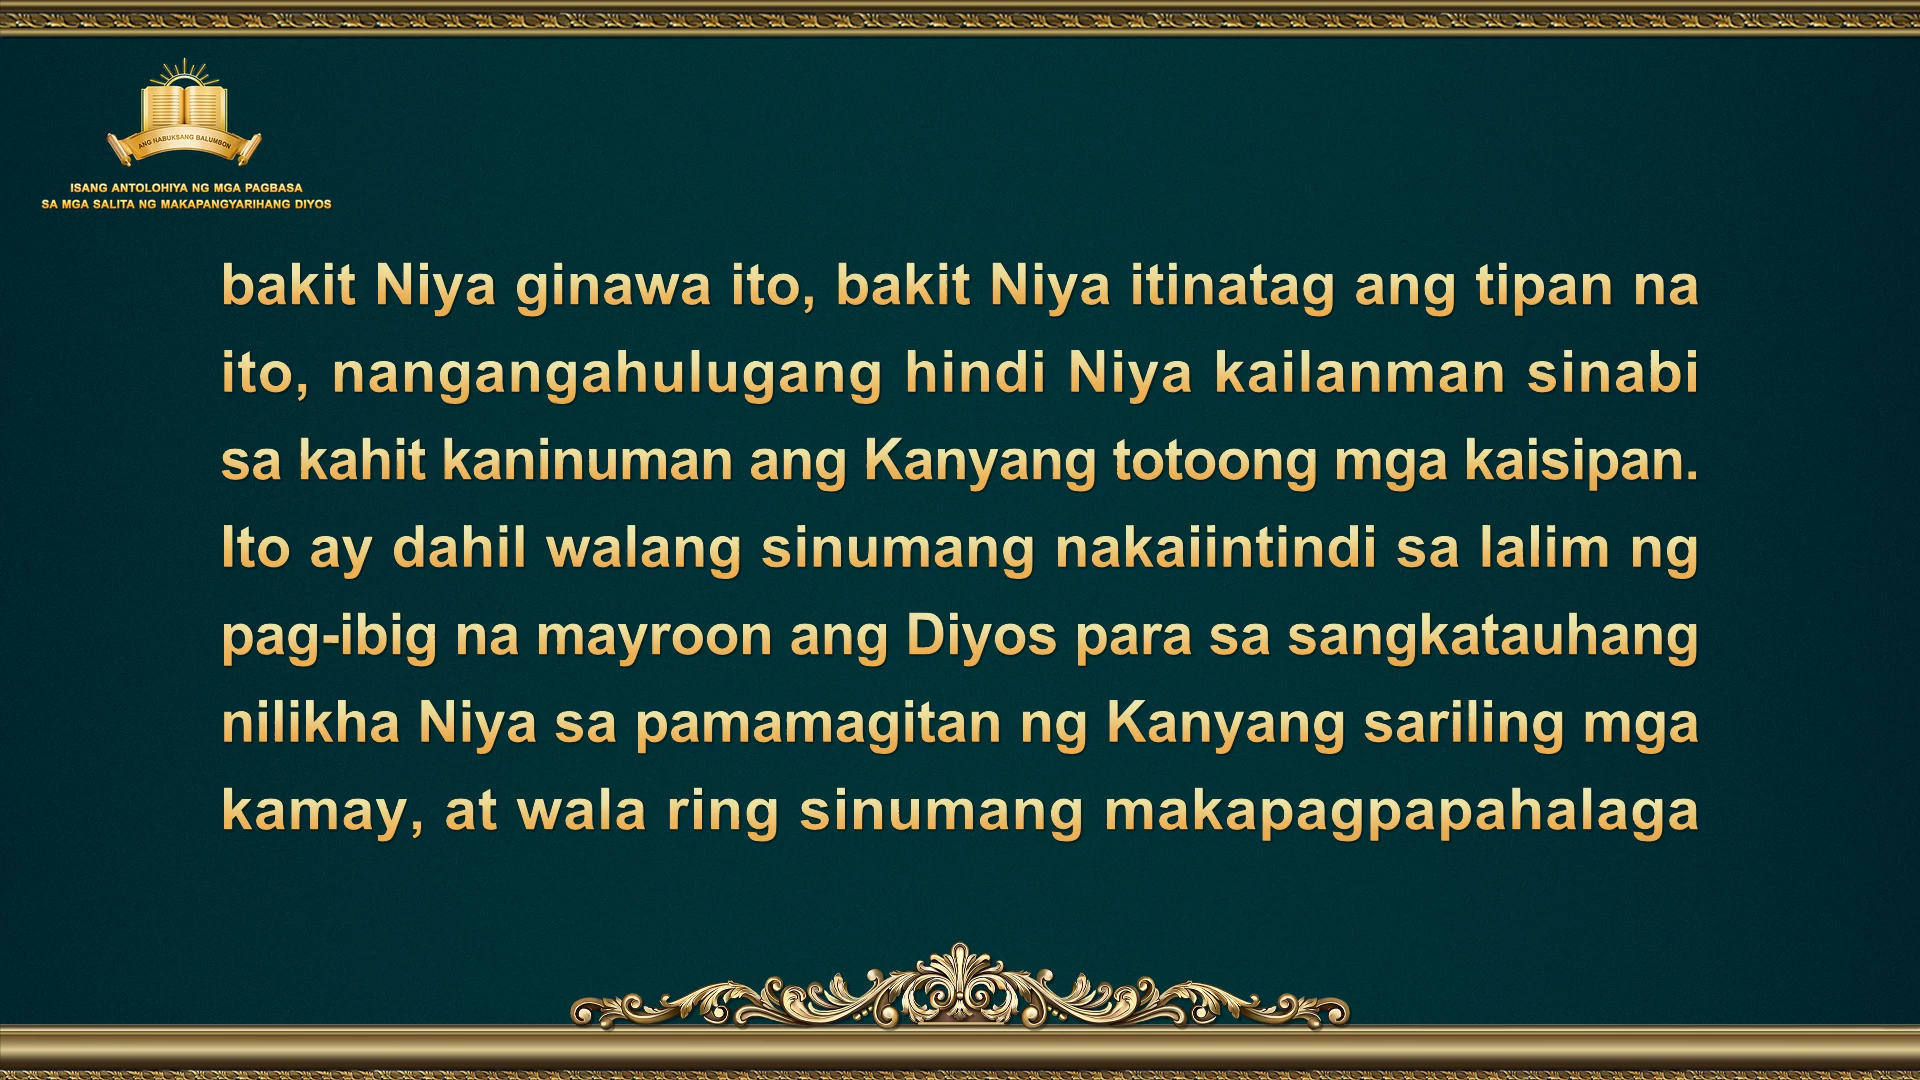 ANG NABUKSANG BALUMBON
ISANG ANTOLOHIYA NG MGA PAGBASA
SA MGA SALITA NG MAKAPANGYARIHANG DIYOS
bakit Niya ginawa ito, bakit Niya itinatag ang tipan na
ito, nangangahulugang hindi Niya kailanman sinabi
sa kahit kaninuman ang Kanyang totoong mga kaisipan.
Ito ay dahil walang sinumang nakaiintindi sa lalim ng
pag-ibig na mayroon ang Diyos para sa sangkatauhang
nilikha Niya sa pamamagitan ng Kanyang sariling mga
kamay, at wala ring sinumang makapagpapahalaga